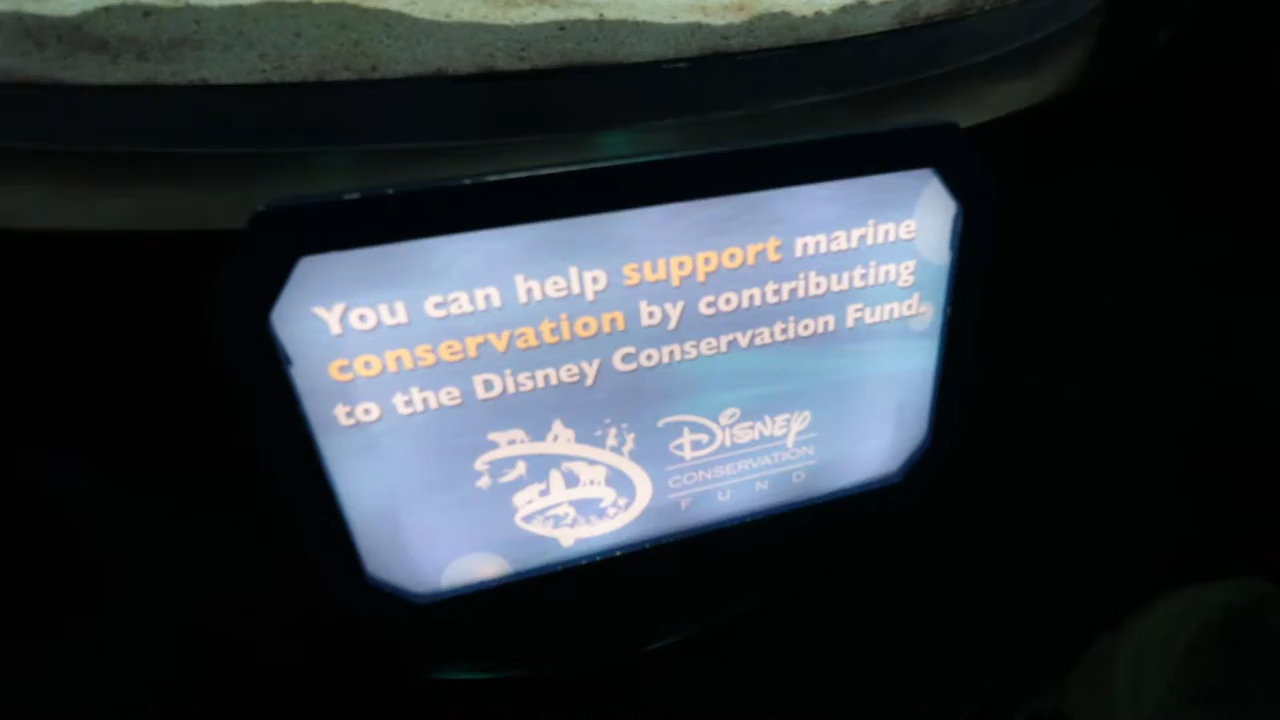 You can help support marine
conservation by contributing
to the Disney Conservation Fund.
Disney
CONSERVATION
FUND